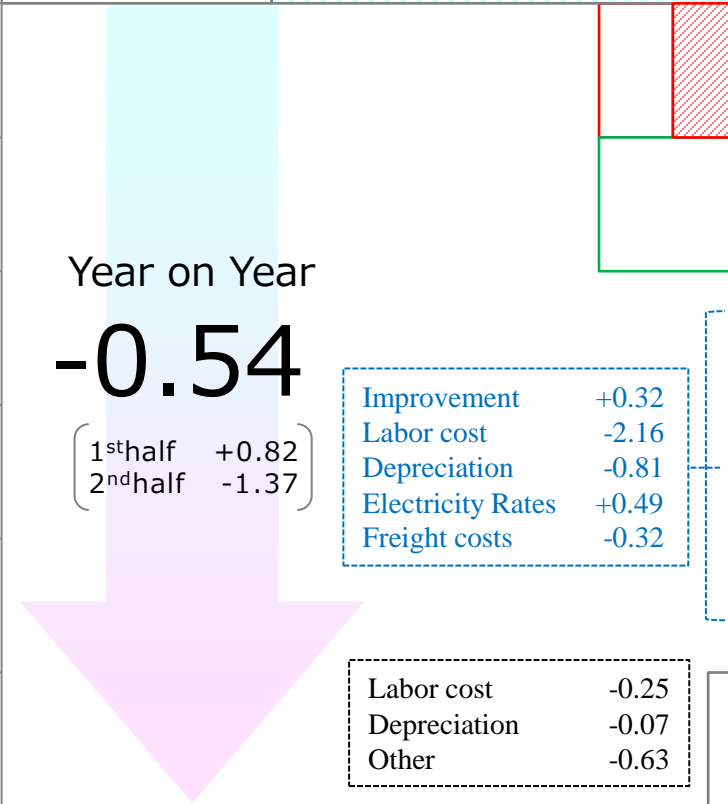 Year on Year
-0.54
1sthalf +0.82
2ndhalf -1.37
Improvement +0.32
Labor cost -2.16
Depreciation -0.81
Electricity Rates +0.49
Freight costs -0.32
Labor cost -0.25
Depreciation -0.07
Other -0.63